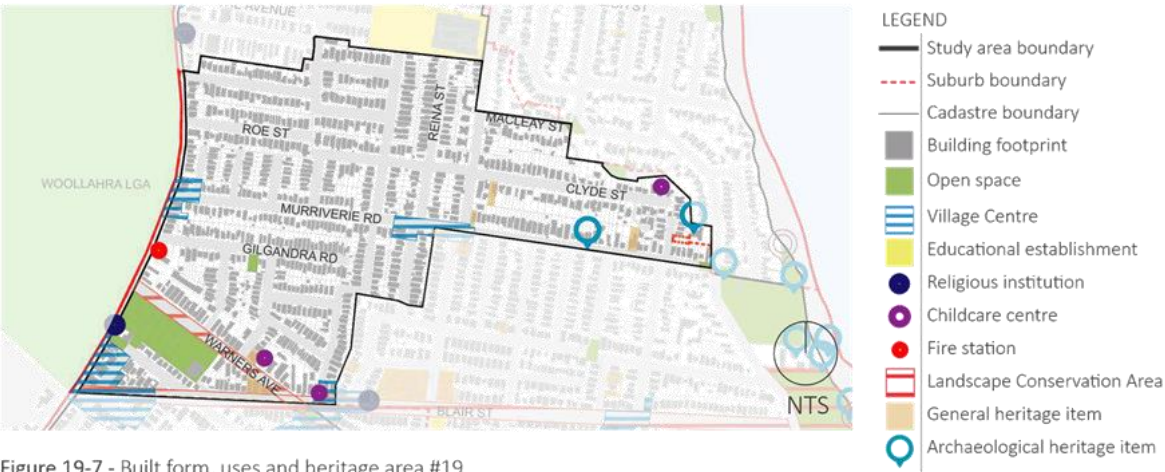 AVENUE
ROE ST
REINA ST
MACLEAY ST
WOOLLAHRA LGA
CLYDE ST
MURRIVERIE RD
GILGANDRA RD
WARNERS AVE
BLAIR ST
NTS
LEGEND
Study area boundary
Suburb boundary
Cadastre boundary
Building footprint
Open space
Village Centre
Educational establishment
Religious institution
Childcare centre
Fire station
Landscape Conservation Area
General heritage item
Archaeological heritage item
Figure 19-7 - Built form, uses and heritage area #19